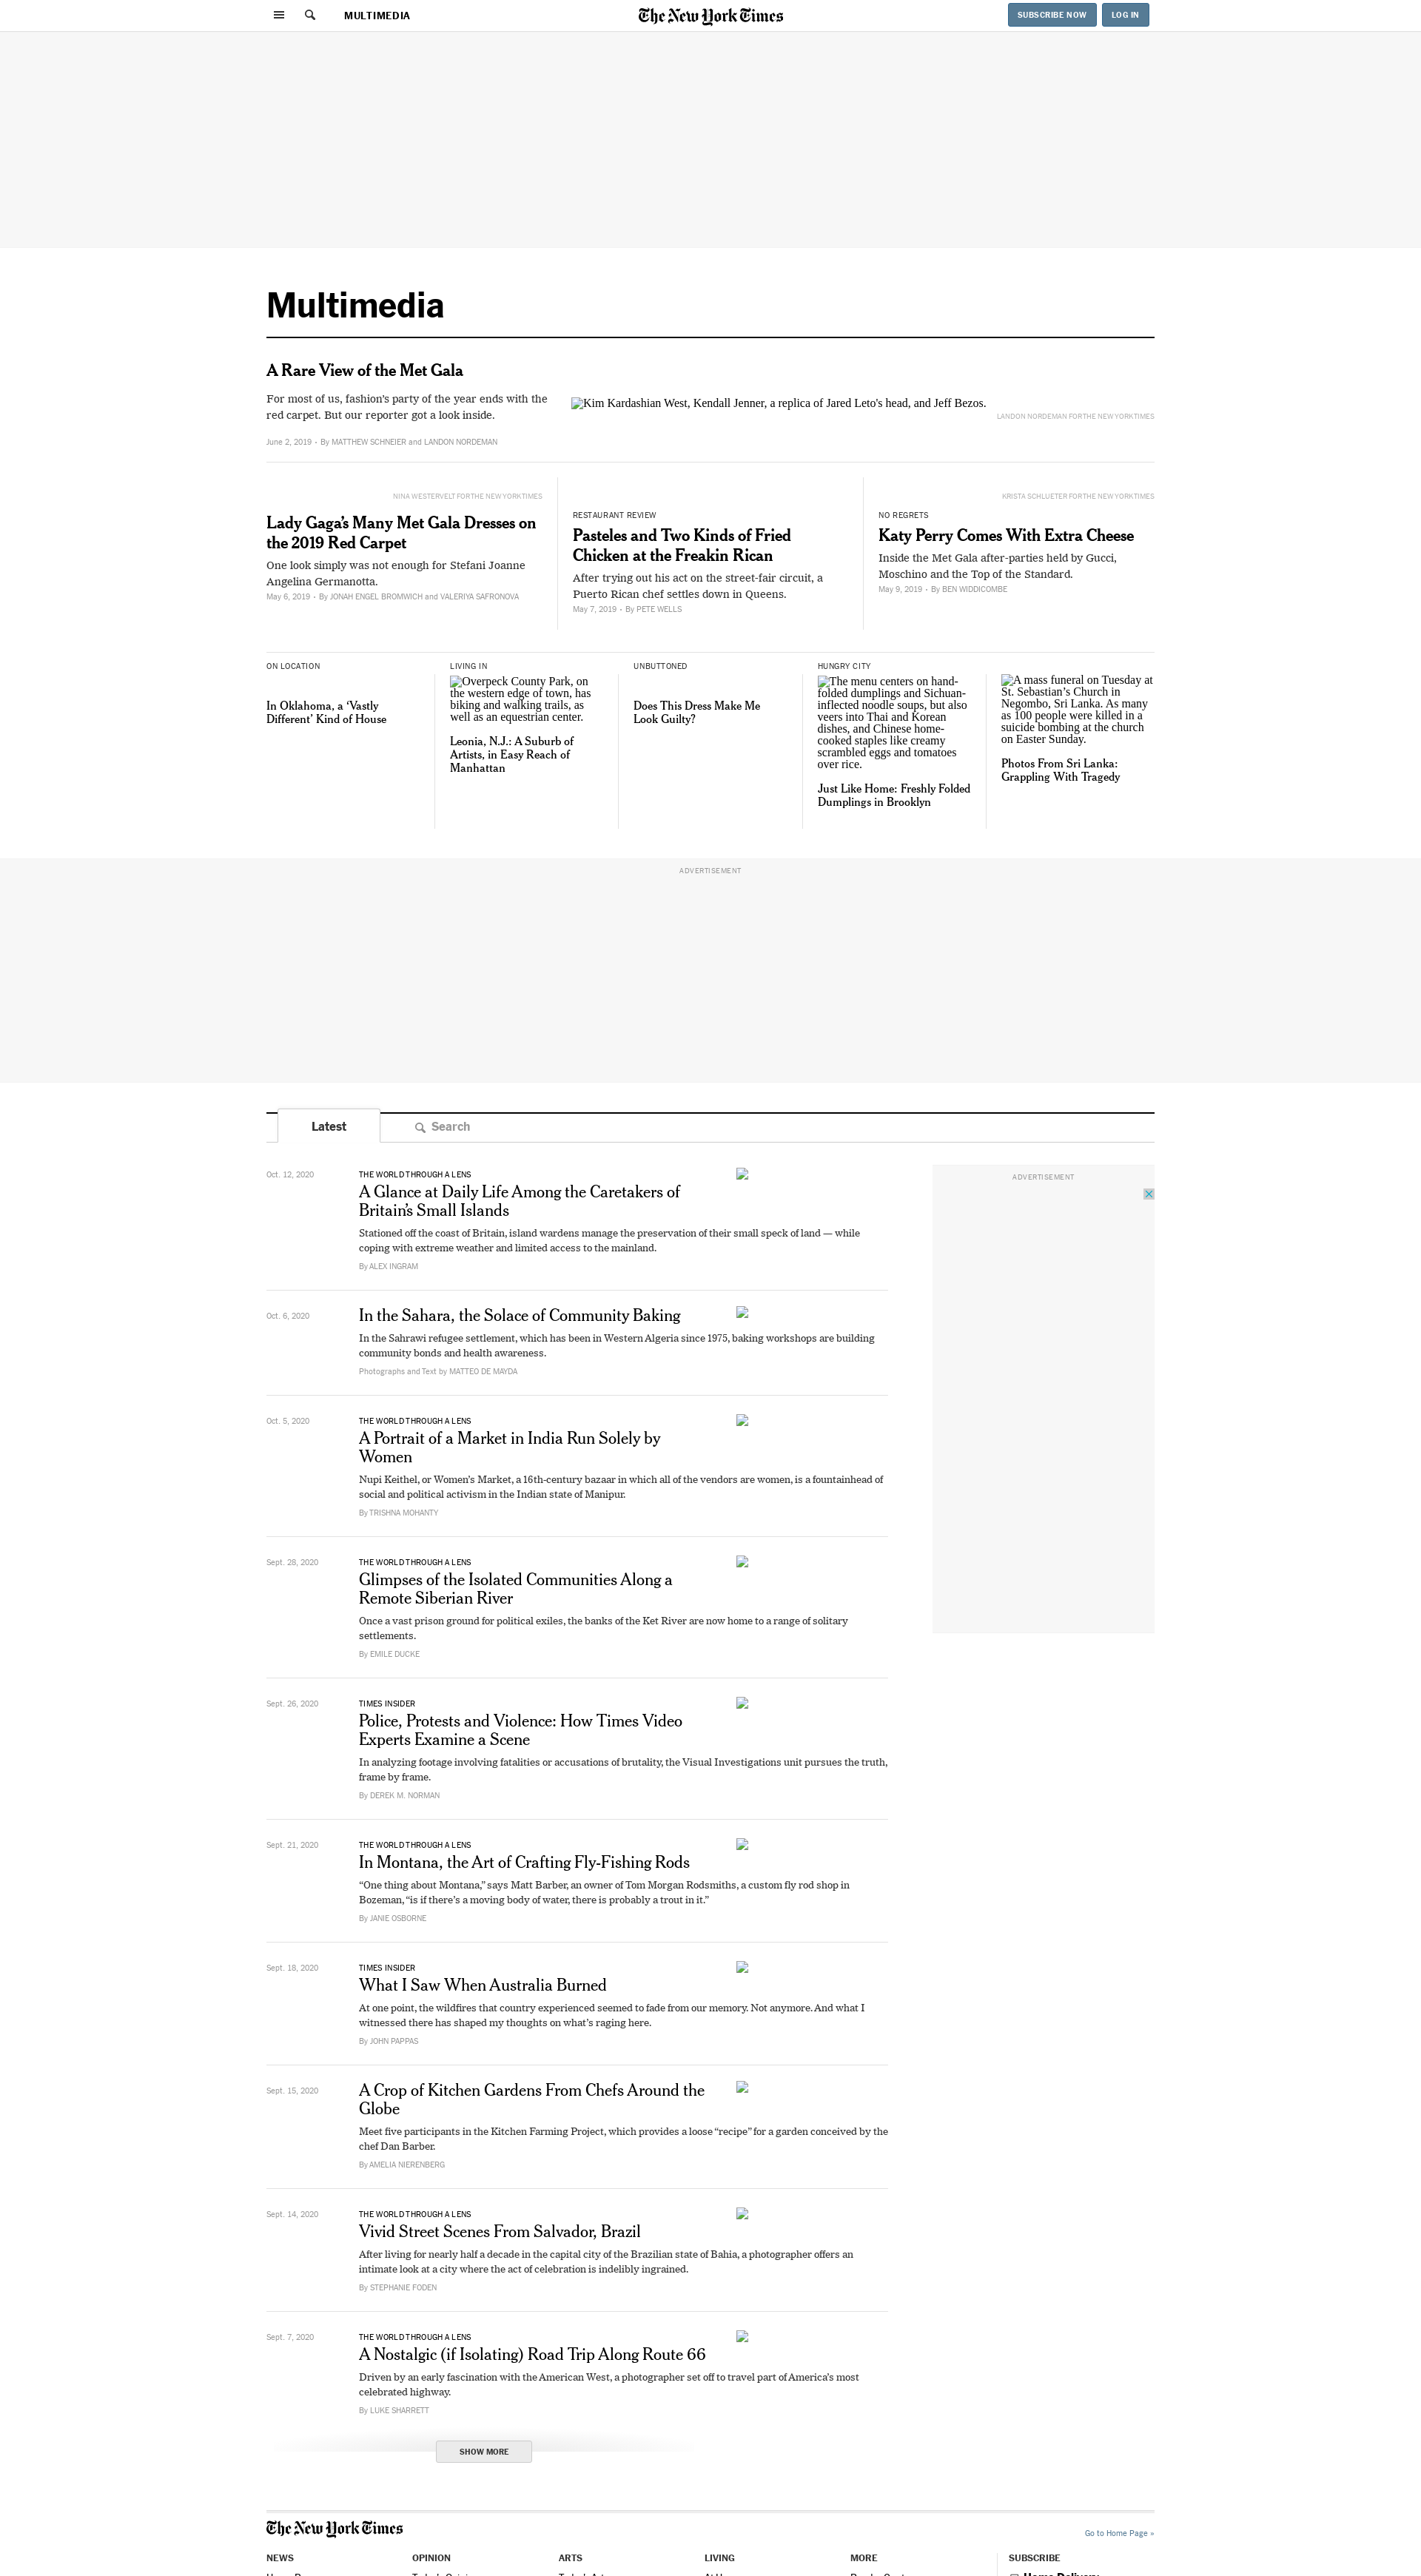 MULTIMEDIA
The New York Times
SUBSCRIBE NOW
LOG IN
Multimedia
A Rare View of the Met Gala
For most of us, fashion's party of the year ends with the
red carpet. But our reporter got a look inside.
June 2, 2019 - By MATTHEW SCHNEIER and LANDON NORDEMAN
Kim Kardashian West, Kendall Jenner, a replica of Jared Leto's head, and Jeff Bezos.
LANDON NORDEMAN FOR THE NEW YORK TIMES
NINA WESTERVELT FOR THE NEW YORK TIMES
Lady Gaga’s Many Met Gala Dresses on
the 2019 Red Carpet
One look simply was not enough for Stefani Joanne
Angelina Germanotta.
May 6, 2019 - By JONAH ENGEL BROMWICH and VALERIYA SAFRONOVA
RESTAURANT REVIEW
Pasteles and Two Kinds of Fried
Chicken at the Freakin Rican
After trying out his act on the street-fair circuit, a
Puerto Rican chef settles down in Queens.
May 7, 2019 - By PETE WELLS
KRISTA SCHLUETER FOR THE NEW YORK TIMES
NO REGRETS
Katy Perry Comes With Extra Cheese
Inside the Met Gala after-parties held by Gucci,
Moschino and the Top of the Standard.
May 9, 2019 - By BEN WIDDICOMBE
ON LOCATION
In Oklahoma, a ‘Vastly
Different’ Kind of House
LIVING IN
Overpeck County Park, on
the western edge of town, has
biking and walking trails, as
well as an equestrian center.
Leonia, N.J.: A Suburb of
Artists, in Easy Reach of
Manhattan
UNBUTTONED
Does This Dress Make Me
Look Guilty?
HUNGRY CITY
The menu centers on hand-
folded dumplings and Sichuan-
inflected noodle soups, but also
veers into Thai and Korean
dishes, and Chinese home-
cooked staples like creamy
scrambled eggs and tomatoes
over rice.
Just Like Home: Freshly Folded
Dumplings in Brooklyn
A mass funeral on Tuesday at
St. Sebastian’s Church in
Negombo, Sri Lanka. As many
as 100 people were killed in a
suicide bombing at the church
on Easter Sunday.
Photos From Sri Lanka:
Grappling With Tragedy
ADVERTISEMENT
Latest
Search
ADVERTISEMENT
Oct. 12, 2020
THE WORLD THROUGH A LENS
A Glance at Daily Life Among the Caretakers of
Britain’s Small Islands
Stationed off the coast of Britain, island wardens manage the preservation of their small speck of land — while
coping with extreme weather and limited access to the mainland.
By ALEX INGRAM
Oct. 6, 2020
In the Sahara, the Solace of Community Baking
In the Sahrawi refugee settlement, which has been in Western Algeria since 1975, baking workshops are building
community bonds and health awareness.
Photographs and Text by MATTEO DE MAYDA
Oct. 5, 2020
THE WORLD THROUGH A LENS
A Portrait of a Market in India Run Solely by
Women
Nupi Keithel, or Women’s Market, a 16th-century bazaar in which all of the vendors are women, is a fountainhead of
social and political activism in the Indian state of Manipur.
By TRISHNA MOHANTY
Sept. 28, 2020
THE WORLD THROUGH A LENS
Glimpses of the Isolated Communities Along a
Remote Siberian River
Once a vast prison ground for political exiles, the banks of the Ket River are now home to a range of solitary
settlements.
By EMILE DUCKE
Sept. 26, 2020
TIMES INSIDER
Police, Protests and Violence: How Times Video
Experts Examine a Scene
In analyzing footage involving fatalities or accusations of brutality, the Visual Investigations unit pursues the truth,
frame by frame.
By DEREK M. NORMAN
Sept. 21, 2020
THE WORLD THROUGH A LENS
In Montana, the Art of Crafting Fly-Fishing Rods
“One thing about Montana,” says Matt Barber, an owner of Tom Morgan Rodsmiths, a custom fly rod shop in
Bozeman, “is if there’s a moving body of water, there is probably a trout in it.”
By JANIE OSBORNE
Sept. 18, 2020
TIMES INSIDER
What I Saw When Australia Burned
At one point, the wildfires that country experienced seemed to fade from our memory. Not anymore. And what I
witnessed there has shaped my thoughts on what’s raging here.
By JOHN PAPPAS
Sept. 15, 2020
A Crop of Kitchen Gardens From Chefs Around the
Globe
Meet five participants in the Kitchen Farming Project, which provides a loose “recipe” for a garden conceived by the
chef Dan Barber.
By AMELIA NIERENBERG
Sept. 14, 2020
THE WORLD THROUGH A LENS
Vivid Street Scenes From Salvador, Brazil
After living for nearly half a decade in the capital city of the Brazilian state of Bahia, a photographer offers an
intimate look at a city where the act of celebration is indelibly ingrained.
By STEPHANIE FODEN
Sept. 7, 2020
THE WORLD THROUGH A LENS
A Nostalgic (if Isolating) Road Trip Along Route 66
Driven by an early fascination with the American West, a photographer set off to travel part of America’s most
celebrated highway.
By LUKE SHARRETT
SHOW MORE
The New York Times
Go to Home Page »
NEWS
OPINION
ARTS
LIVING
MORE
SUBSCRIBE